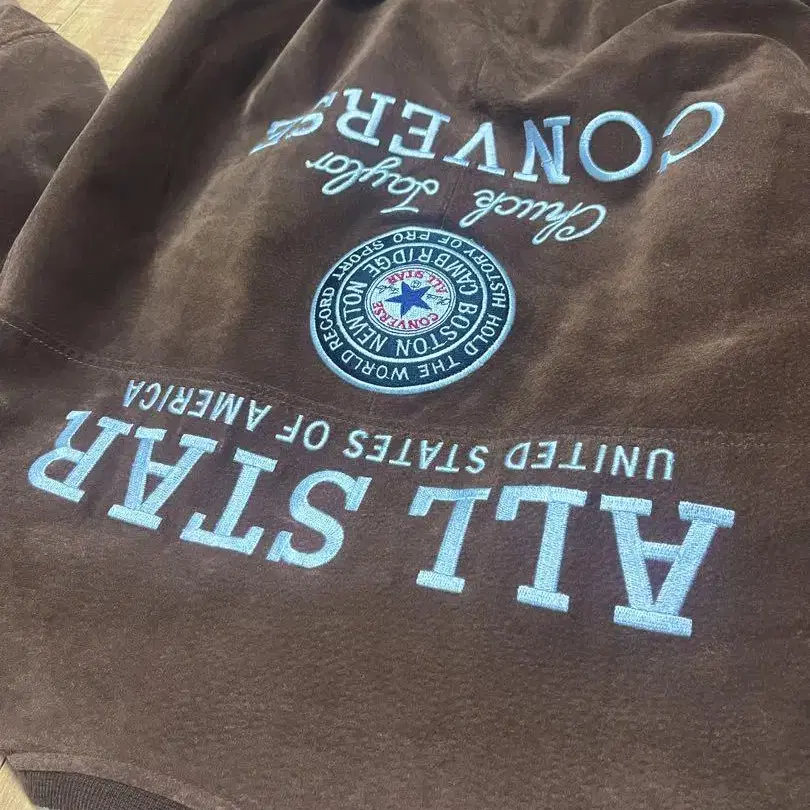 CONVERSE
Chuck Taylor
HISTORY OF PRO SPORT
HOLD THE WORLD RECORD
CAMBRIDGE
BOSTON NEWTON
CONVERSE
ALL STAR
UNITED STATES OF AMERICA
ALL STAR